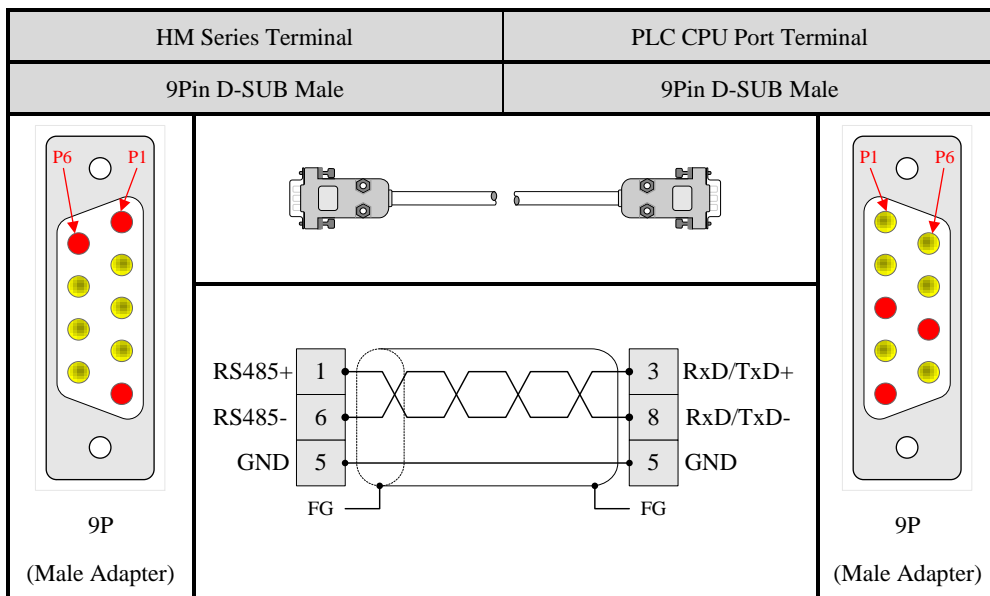 HM Series Terminal
PLC CPU Port Terminal
9Pin D-SUB Male
9Pin D-SUB Male
P6 P1
P1 P6
RS485+ 1 3 RxD/TxD+
RS485- 6 8 RxD/TxD-
GND 5 5 GND
FG FG
9P
(Male Adapter)
9P
(Male Adapter)